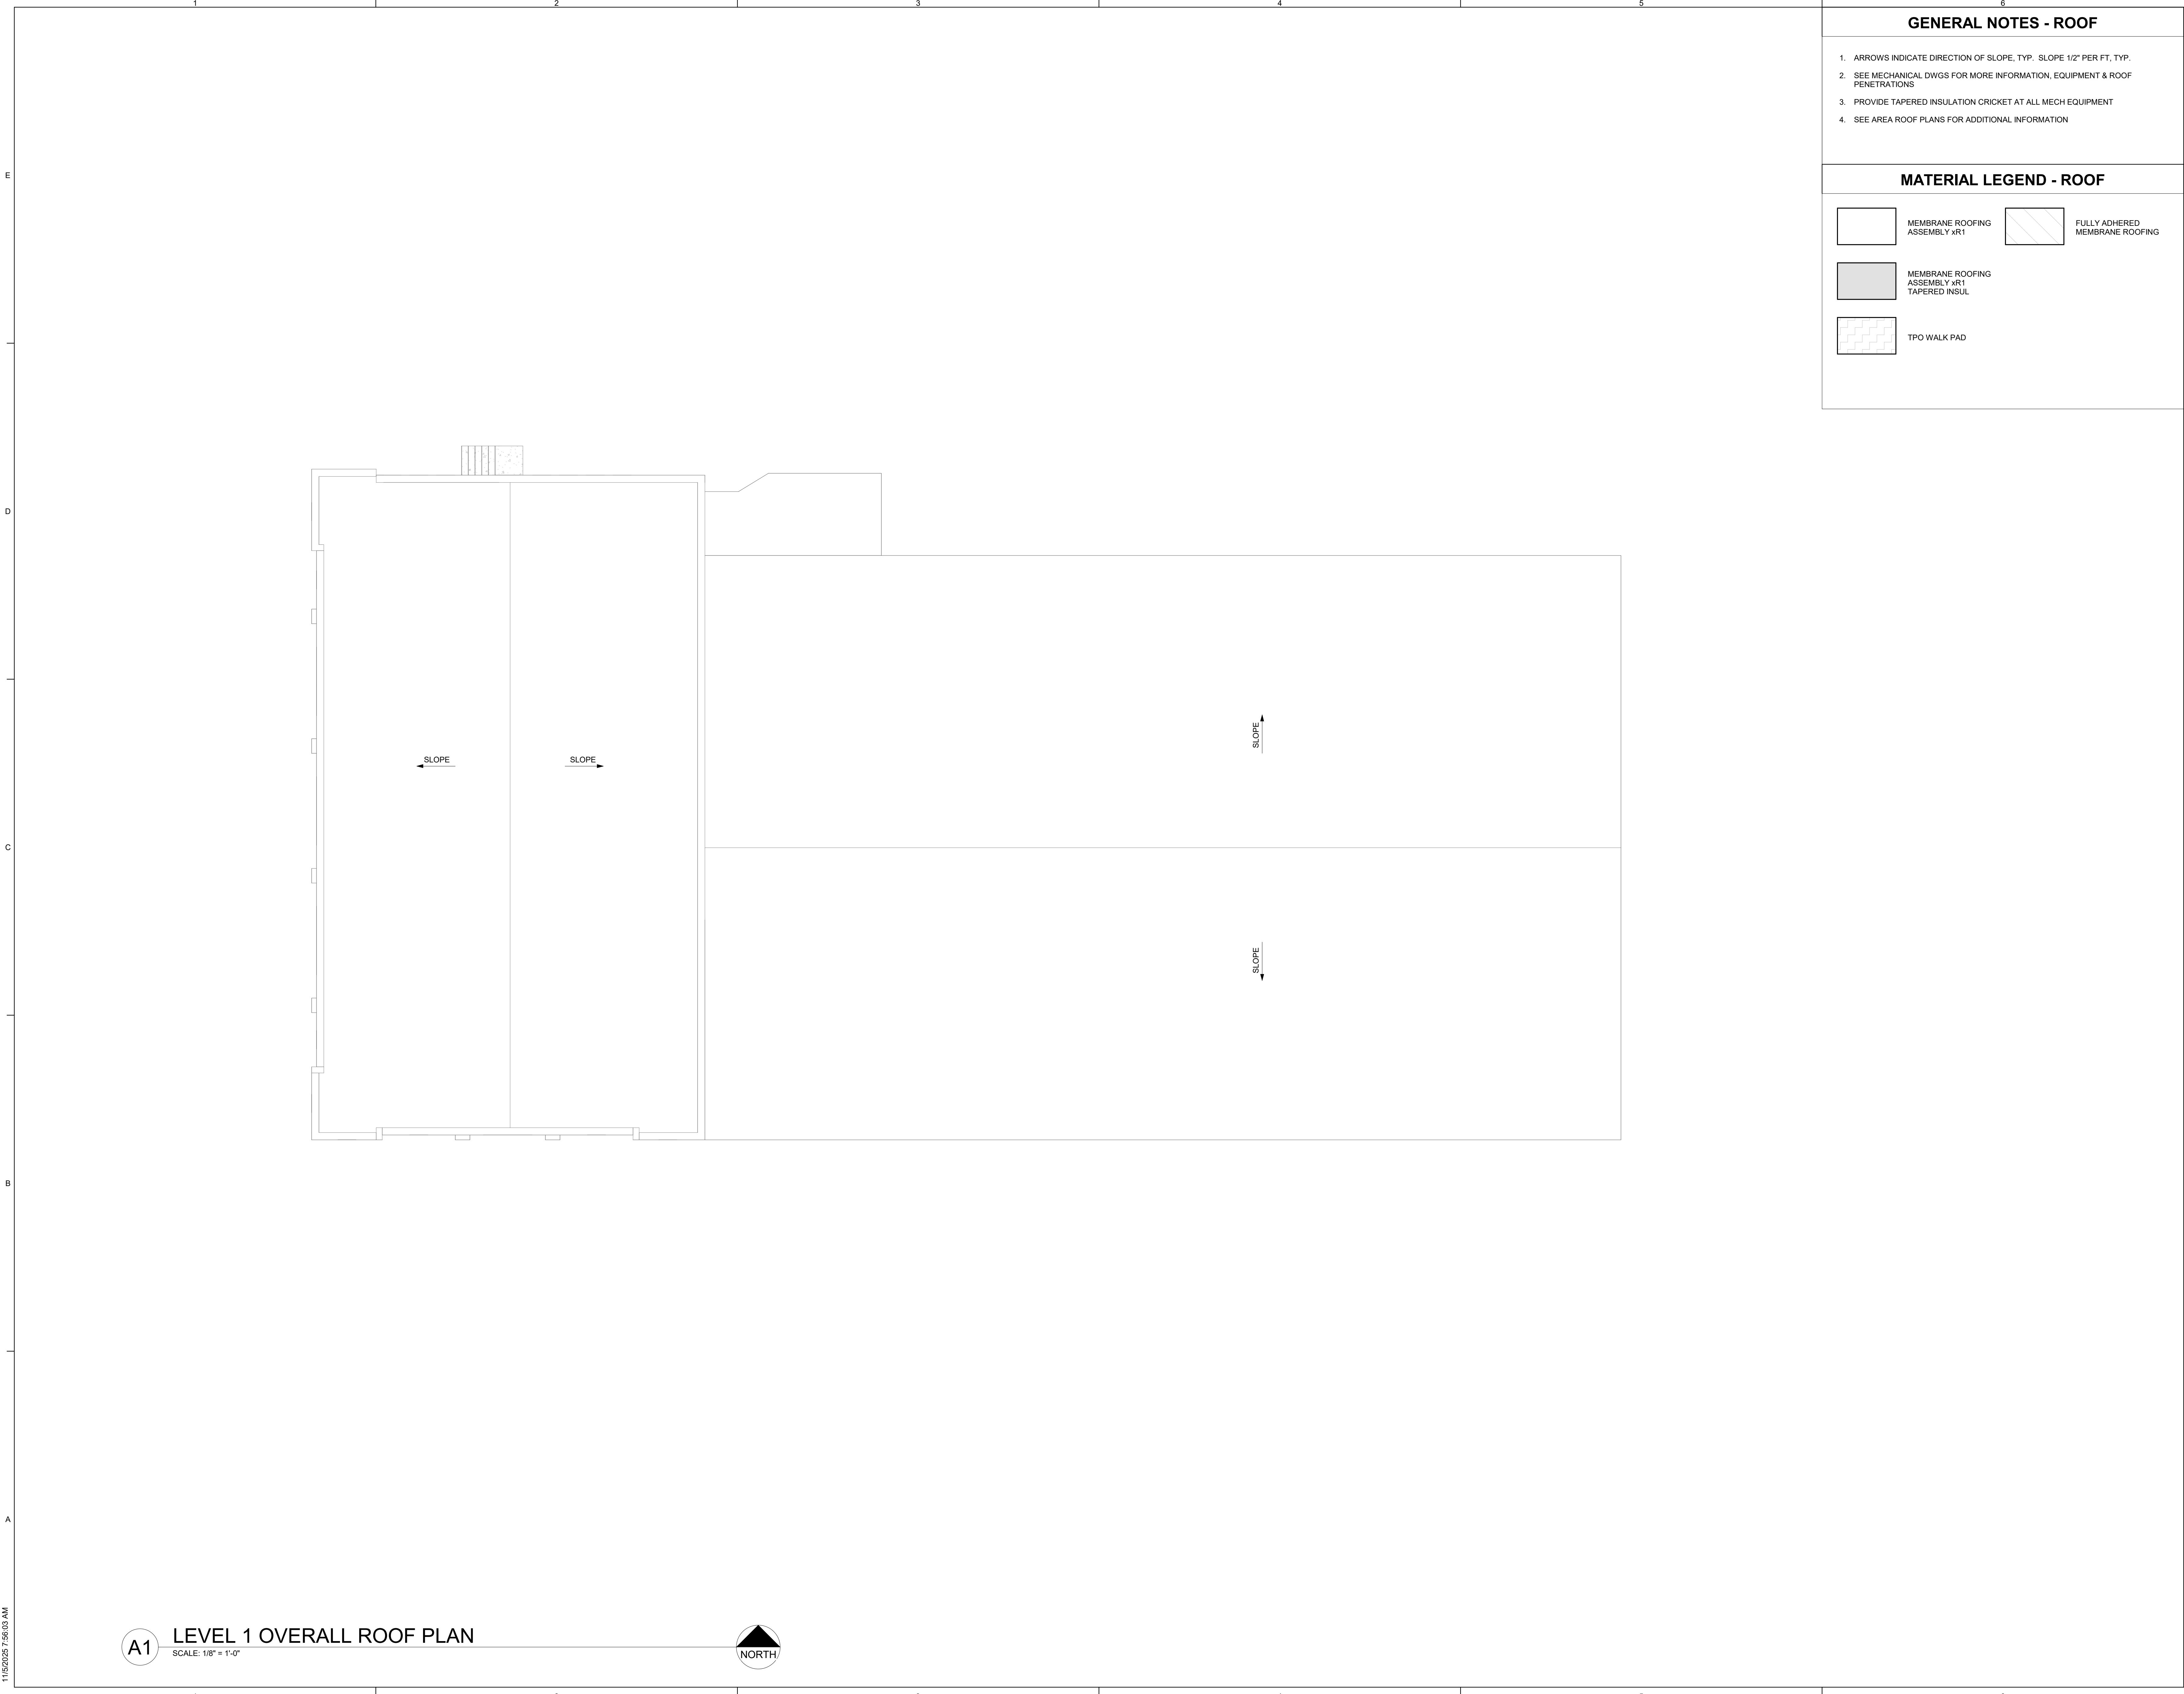 1 2 3 4 5 6
GENERAL NOTES - ROOF
1. ARROWS INDICATE DIRECTION OF SLOPE, TYP. SLOPE 1/2" PER FT, TYP.
2. SEE MECHANICAL DWGS FOR MORE INFORMATION, EQUIPMENT & ROOF
PENETRATIONS
3. PROVIDE TAPERED INSULATION CRICKET AT ALL MECH EQUIPMENT
4. SEE AREA ROOF PLANS FOR ADDITIONAL INFORMATION
MATERIAL LEGEND - ROOF
MEMBRANE ROOFING
ASSEMBLY xR1
FULLY ADHERED
MEMBRANE ROOFING
MEMBRANE ROOFING
ASSEMBLY xR1
TAPERED INSUL
TPO WALK PAD
E
D
C
B
A
SLOPE
SLOPE
SLOPE
SLOPE
A1
LEVEL 1 OVERALL ROOF PLAN
SCALE: 1/8" = 1'-0"
NORTH
11/5/2025 7:56:03 AM